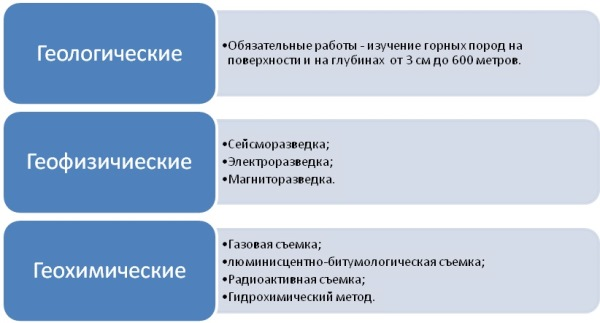 Геологические
•Обязательные работы - изучение горных пород на
поверхности и на глубинах от 3 см до 600 метров.
Геофизичиеские
•Сейсморазведка;
•Электроразведка;
•Магниторазведка.
Геохимические
•Газовая съемка;
•люминисцентно-битумологическая съемка;
•Радиоактивная съемка;
•Гидрохимический метод.